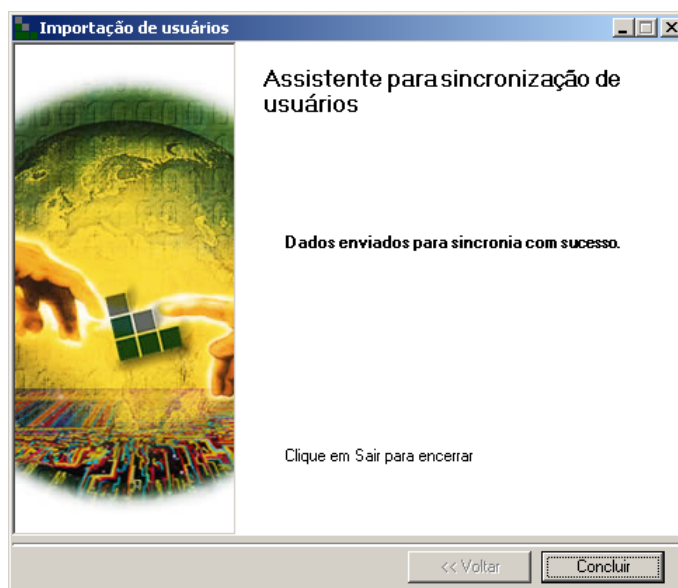 Importação de usuários
Assistente para sincronização de
usuários
Dados enviados para sincronia com sucesso.
Clique em Sair para encerrar
<< Voltar
Concluir